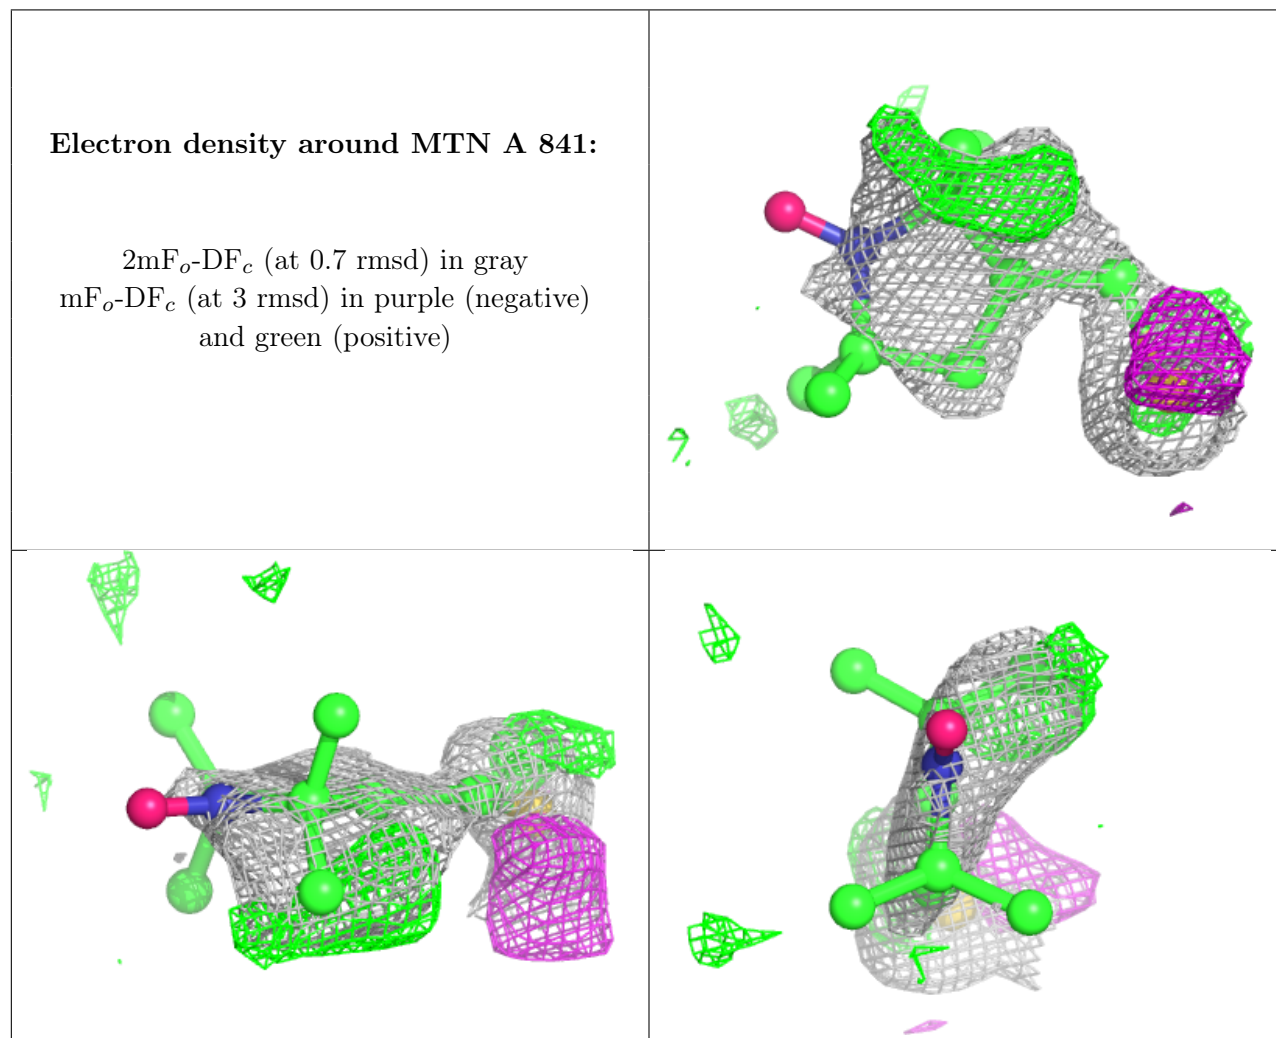 Electron density around MTN A 841:
2mFo-DFc (at 0.7 rmsd) in gray
mFo-DFc (at 3 rmsd) in purple (negative)
and green (positive)